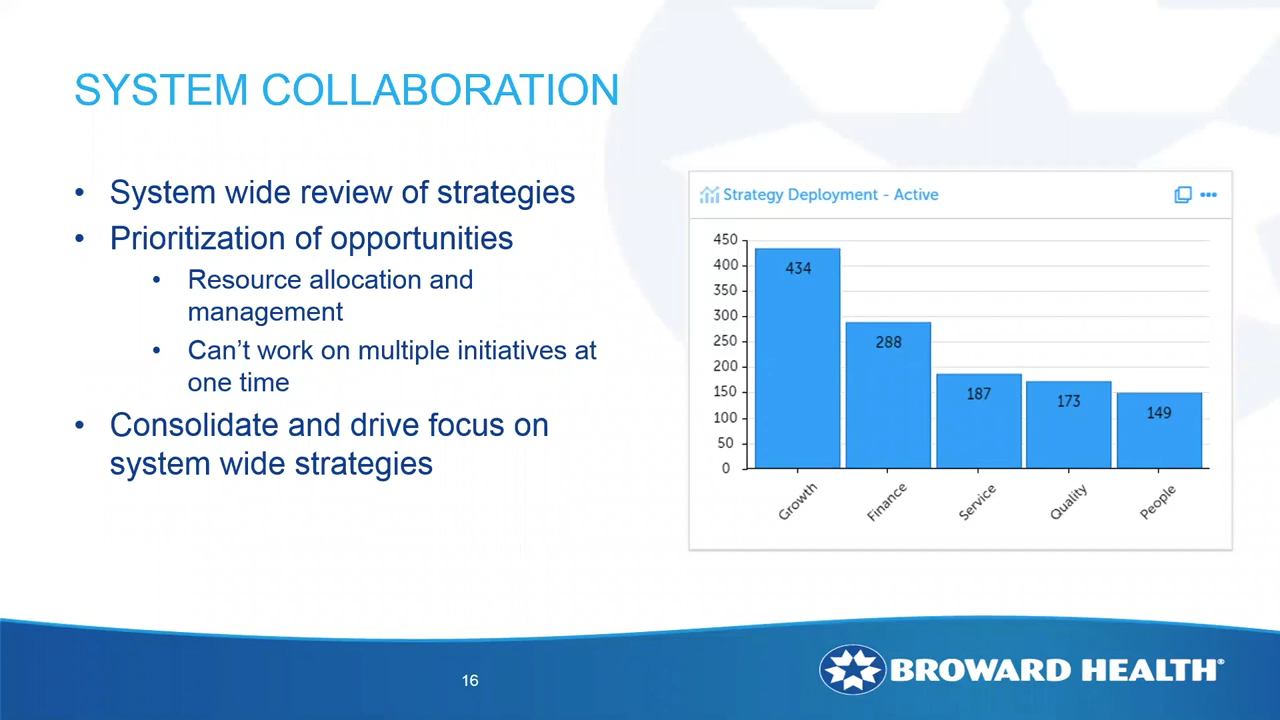 SYSTEM COLLABORATION
• System wide review of strategies
• Prioritization of opportunities
• Resource allocation and
management
• Can’t work on multiple initiatives at
one time
• Consolidate and drive focus on
system wide strategies
Strategy Deployment - Active
450
400
350
300
250
200
150
100
50
0
434
288
187
173
149
Growth
Finance
Service
Quality
People
16
BROWARD HEALTH®